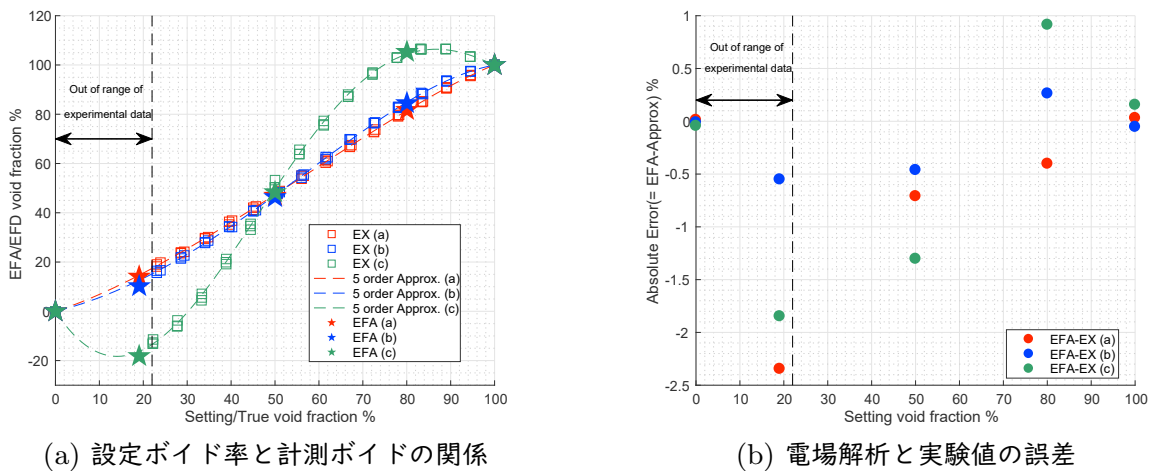 120
100
80
60
40
20
0
-20
EFA/EFD void fraction %
Out of range of
experimental data
EX (a)
EX (b)
EX (c)
5 order Approx. (a)
5 order Approx. (b)
5 order Approx. (c)
EFA (a)
EFA (b)
EFA (c)
0 10 20 30 40 50 60 70 80 90 100
Setting/True void fraction %
(a) 設定ボイド率と計測ボイドの関係
1
0.5
0
-0.5
-1
-1.5
-2
-2.5
Absolute Error(= EFA-Approx) %
Out of range of
experimental data
EFA-EX (a)
EFA-EX (b)
EFA-EX (c)
0 10 20 30 40 50 60 70 80 90 100
Setting void fraction %
(b) 電場解析と実験値の誤差